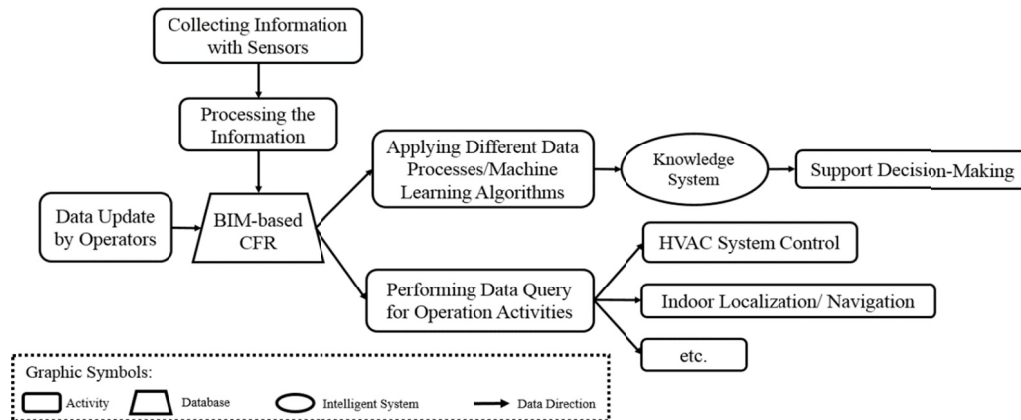 Collecting Information
with Sensors
Processing the
Information
Data Update
by Operators
BIM-based
CFR
Applying Different Data
Processes/Machine
Learning Algorithms
Knowledge
System
Support Decision-Making
Performing Data Query
for Operation Activities
HVAC System Control
Indoor Localization/ Navigation
etc.
Graphic Symbols:
Activity
Database
Intelligent System
Data Direction